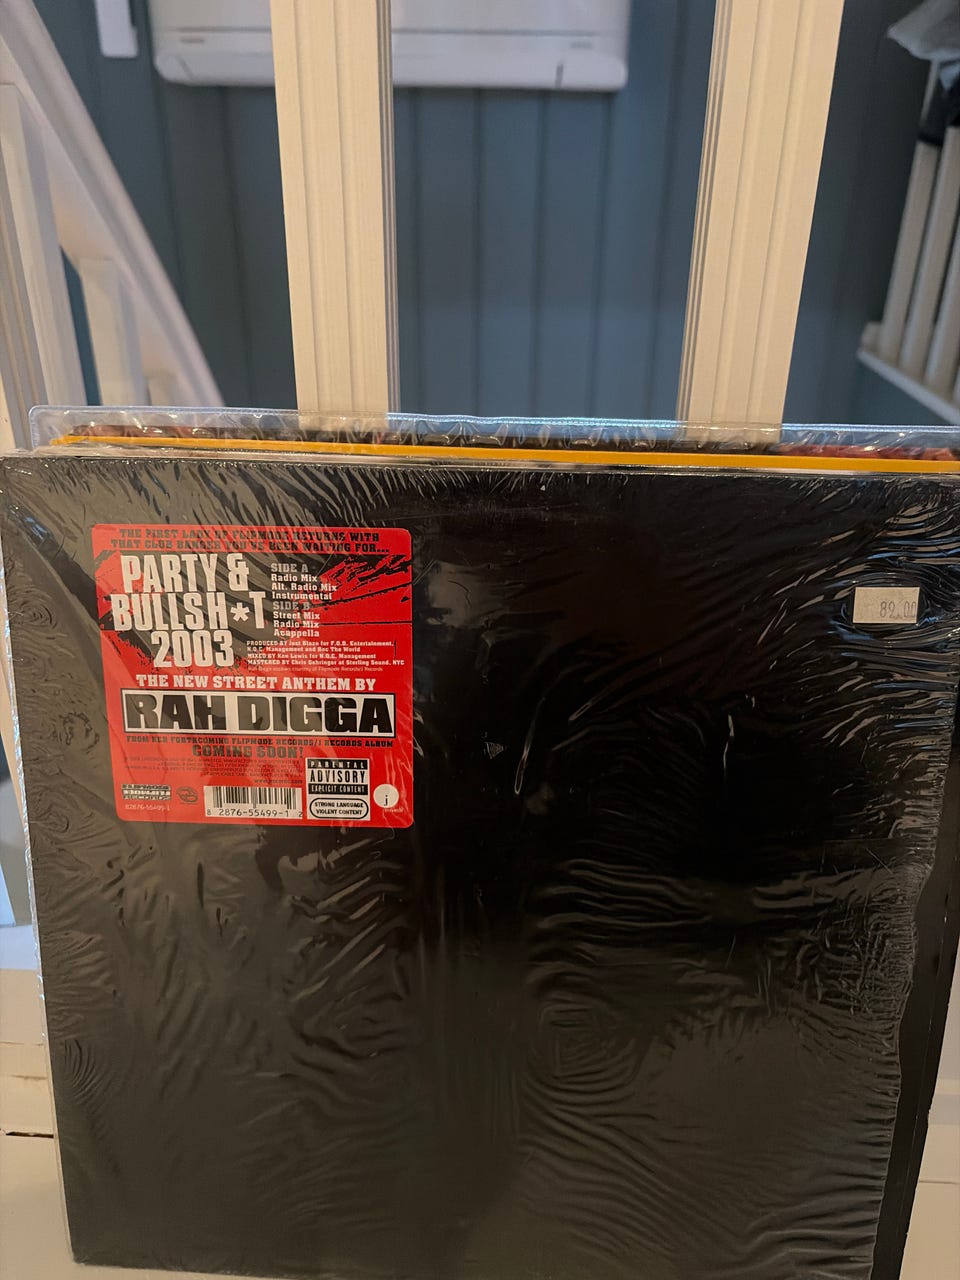 THE FIRST LADY OF FLIPMODE RETURNS WITH
THAT CLUB BANGER YOU'VE BEEN WAITING FOR...
PARTY &
BULLSH*T
2003
SIDE A
Radio Mix
Alt. Radio Mix
Instrumental
SIDE B
Street Mix
Radio Mix
Acappella
PRODUCED BY Just Blaze for F.O.B. Entertainment,
N.Q.C. Management and Roc The World
MIXED BY Ken Lewis for N.Q.C. Management
MASTERED BY Chris Gehringer at Sterling Sound, NYC
THE NEW STREET ANTHEM BY
RAH DIGGA
FROM HER FORTHCOMING FLIPMODE RECORDS/J RECORDS ALBUM
COMING SOON!
FLIPMODE
RECORDS
82876-55499-1
8 2876-55499-1 2
PARENTAL
ADVISORY
EXPLICIT CONTENT
STRONG LANGUAGE
VIOLENT CONTENT
j
89.00